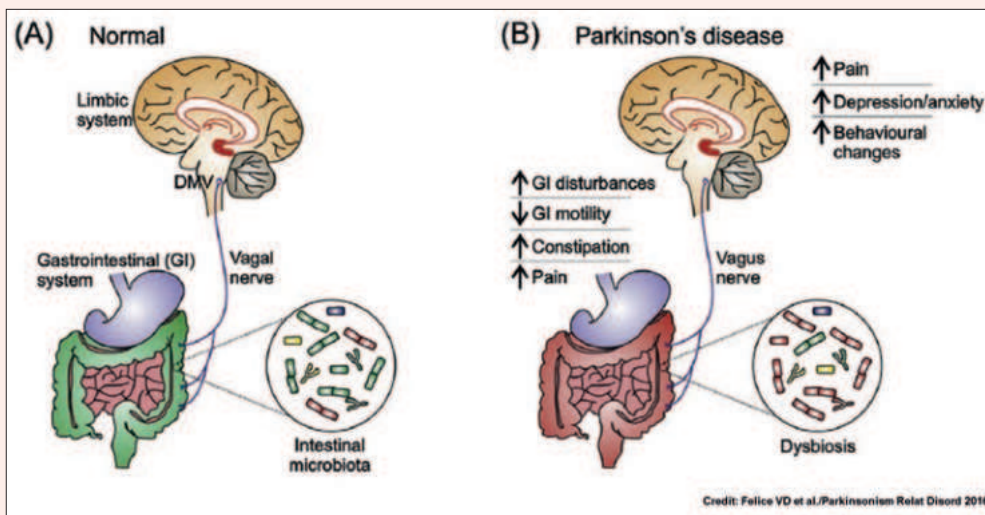 (A) Normal
Limbic
system
DMV
Gastrointestinal (GI)
system
Vagal
nerve
Intestinal
microbiota
(B) Parkinson's disease
↑ Pain
↑ Depression/anxiety
↑ Behavioural
changes
↑ GI disturbances
↓ GI motility
↑ Constipation
↑ Pain
Vagus
nerve
Dysbiosis
Credit: Felice VD et al./Parkinsonism Relat Disord 2016